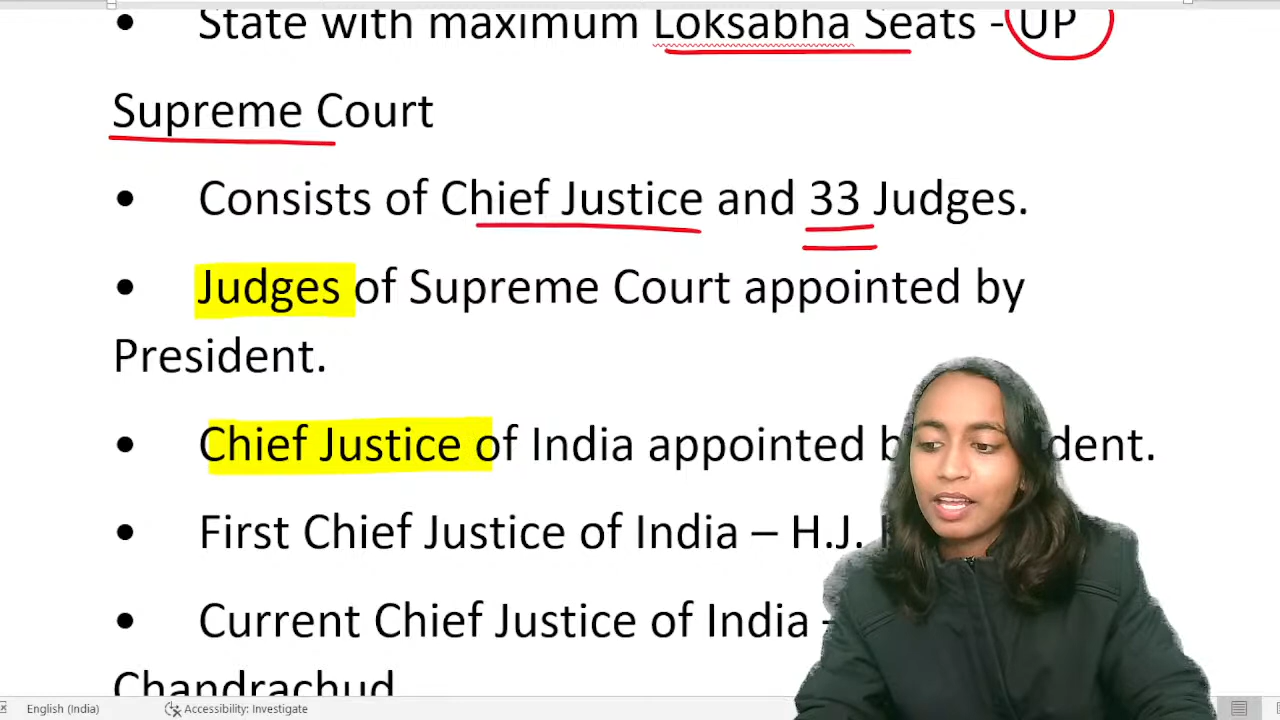 • State with maximum Loksabha Seats - UP
Supreme Court
• Consists of Chief Justice and 33 Judges.
• Judges of Supreme Court appointed by
President.
• Chief Justice of India appointed dent.
• First Chief Justice of India – H.J.
• Current Chief Justice of India -
Chandrachud
English (India) Accessibility: Investigate